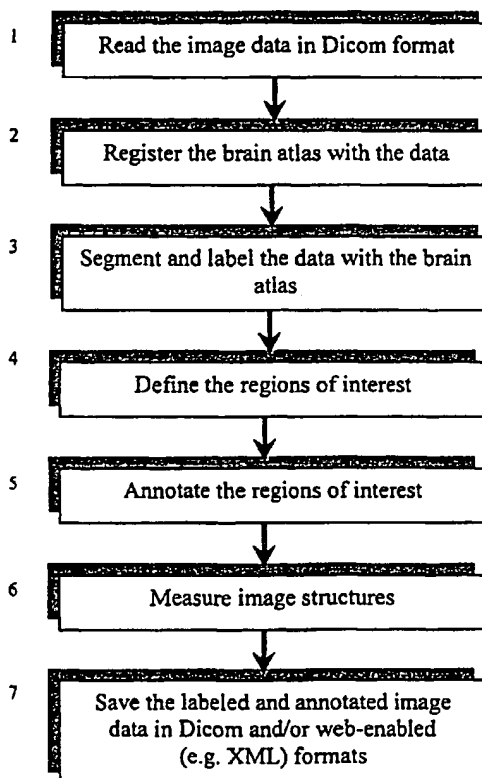 1
Read the image data in Dicom format
2
Register the brain atlas with the data
3
Segment and label the data with the brain
atlas
4
Define the regions of interest
5
Annotate the regions of interest
6
Measure image structures
7
Save the labeled and annotated image
data in Dicom and/or web-enabled
(e.g. XML) formats